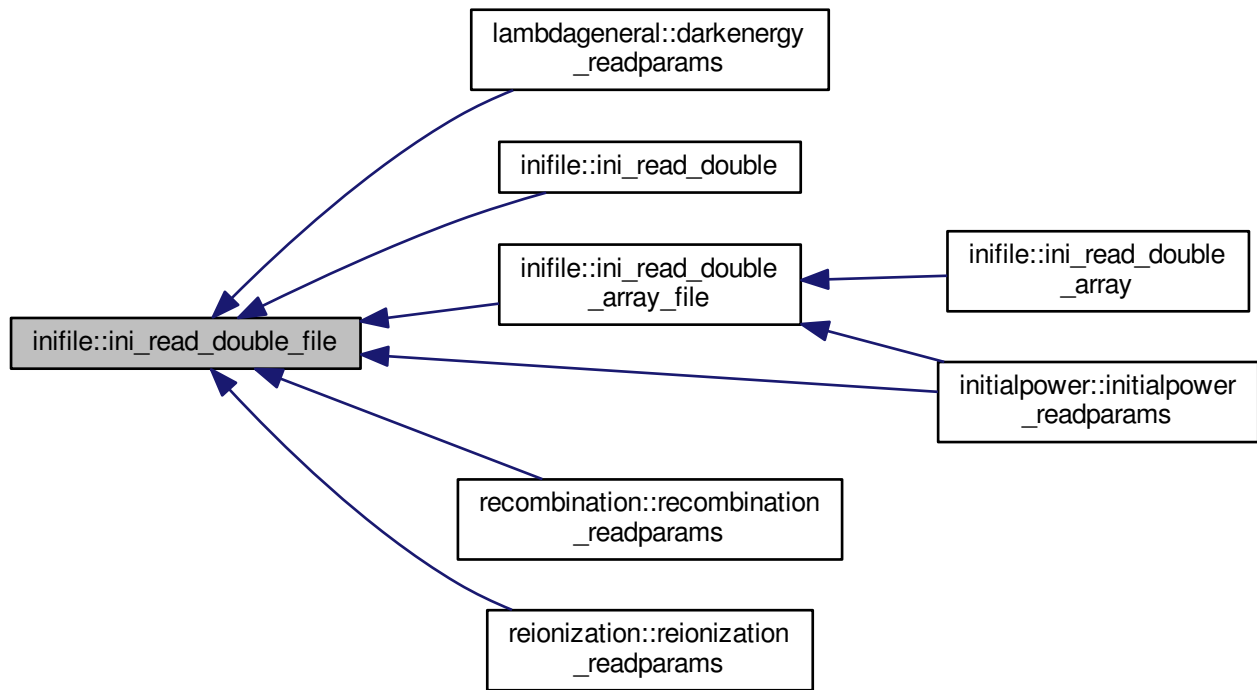 lambdageneral::darkenergy
_readparams
inifile::ini_read_double
inifile::ini_read_double
_array_file
inifile::ini_read_double
_array
inifile::ini_read_double_file
initialpower::initialpower
_readparams
recombination::recombination
_readparams
reionization::reionization
_readparams